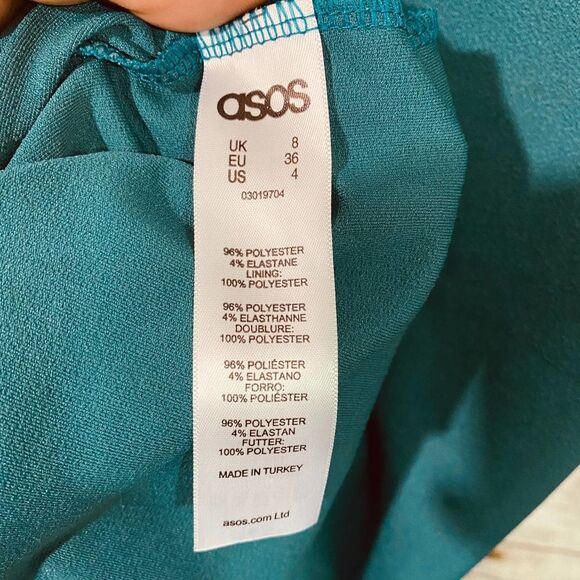 asos
UK 8
EU 36
US 4
03019704
96% POLYESTER
4% ELASTANE
LINING:
100% POLYESTER
96% POLYESTER
4% ELASTHANNE
DOUBLURE:
100% POLYESTER
96% POLIÉSTER
4% ELASTANO
FORRO:
100% POLIÉSTER
96% POLYESTER
4% ELASTAN
FUTTER:
100% POLYESTER
MADE IN TURKEY
asos.com Ltd